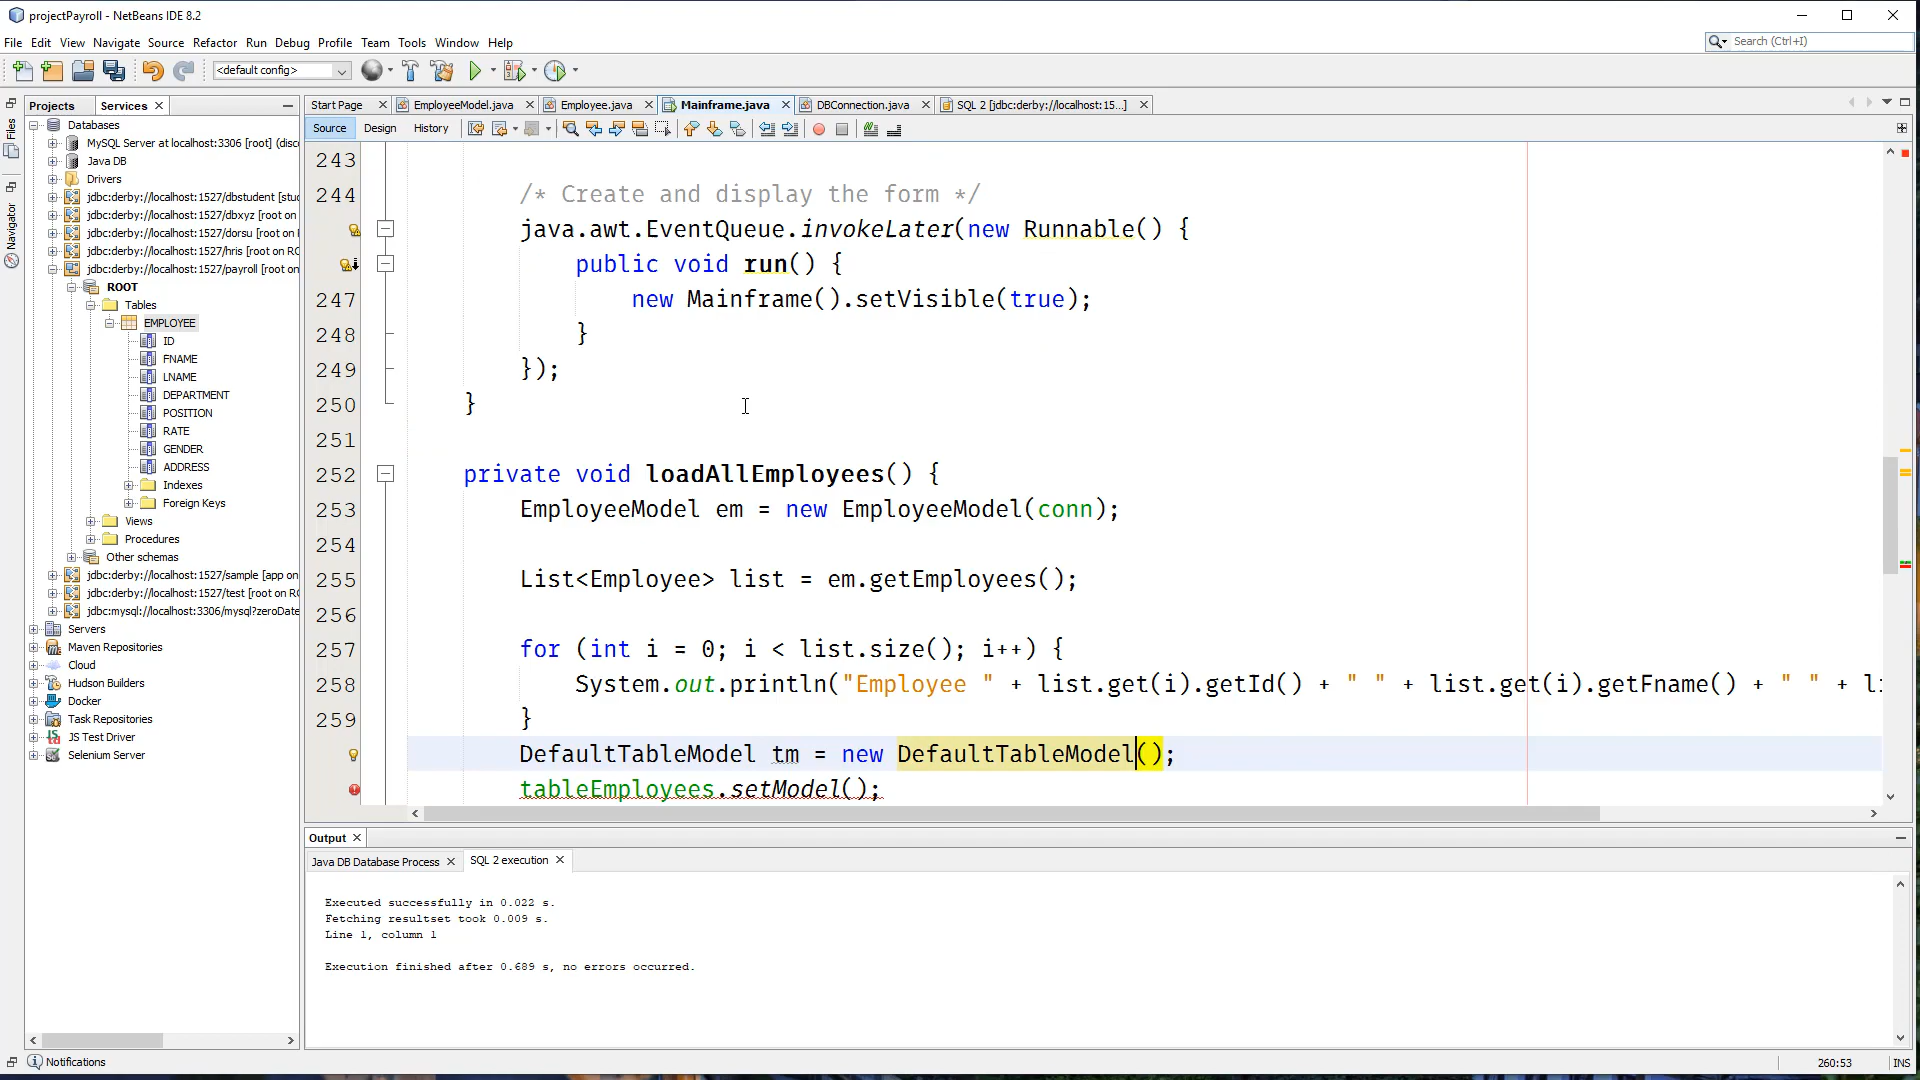 projectPayroll - NetBeans IDE 8.2
File Edit View Navigate Source Refactor Run Debug Profile Team Tools Window Help
Search (Ctrl+I)
<default config>
Projects Services
Start Page EmployeeModel.java Employee.java Mainframe.java DBConnection.java SQL 2 [jdbc:derby://localhost:15...]
Source Design History
Files
Navigator
Databases
MySQL Server at localhost:3306 [root] (disc
Java DB
Drivers
jdbc:derby://localhost:1527/dbstudent [stu
jdbc:derby://localhost:1527/dbxyz [root on
jdbc:derby://localhost:1527/dorsu [root on
jdbc:derby://localhost:1527/hris [root on RO
jdbc:derby://localhost:1527/payroll [root on
ROOT
Tables
EMPLOYEE
ID
FNAME
LNAME
DEPARTMENT
POSITION
RATE
GENDER
ADDRESS
Indexes
Foreign Keys
Views
Procedures
Other schemas
jdbc:derby://localhost:1527/sample [app on
jdbc:derby://localhost:1527/test [root on RO
jdbc:mysql://localhost:3306/mysql?zeroDate
Servers
Maven Repositories
Cloud
Hudson Builders
Docker
Task Repositories
JS Test Driver
Selenium Server
243
244 /* Create and display the form */
java.awt.EventQueue.invokeLater(new Runnable() {
public void run() {
247 new Mainframe().setVisible(true);
248 }
249 });
250 }
251
252 private void loadAllEmployees() {
253 EmployeeModel em = new EmployeeModel(conn);
254
255 List<Employee> list = em.getEmployees();
256
257 for (int i = 0; i < list.size(); i++) {
258 System.out.println("Employee " + list.get(i).getId() + " " + list.get(i).getFname() + " " + li
259 }
DefaultTableModel tm = new DefaultTableModel();
tableEmployees.setModel();
Output
Java DB Database Process SQL 2 execution
Executed successfully in 0.022 s.
Fetching resultset took 0.009 s.
Line 1, column 1
Execution finished after 0.689 s, no errors occurred.
Notifications
260:53 INS